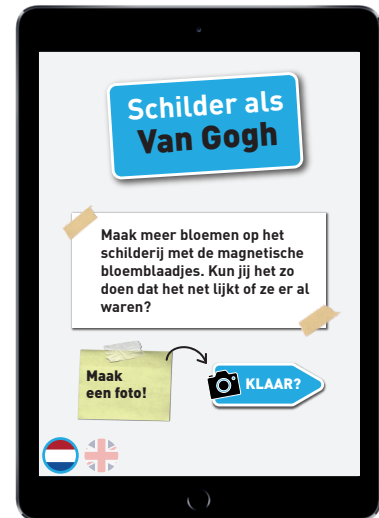 Schilder als
Van Gogh
Maak meer bloemen op het
schilderij met de magnetische
bloemblaadjes. Kun jij het zo
doen dat het net lijkt of ze er al
waren?
Maak
een foto!
KLAAR?